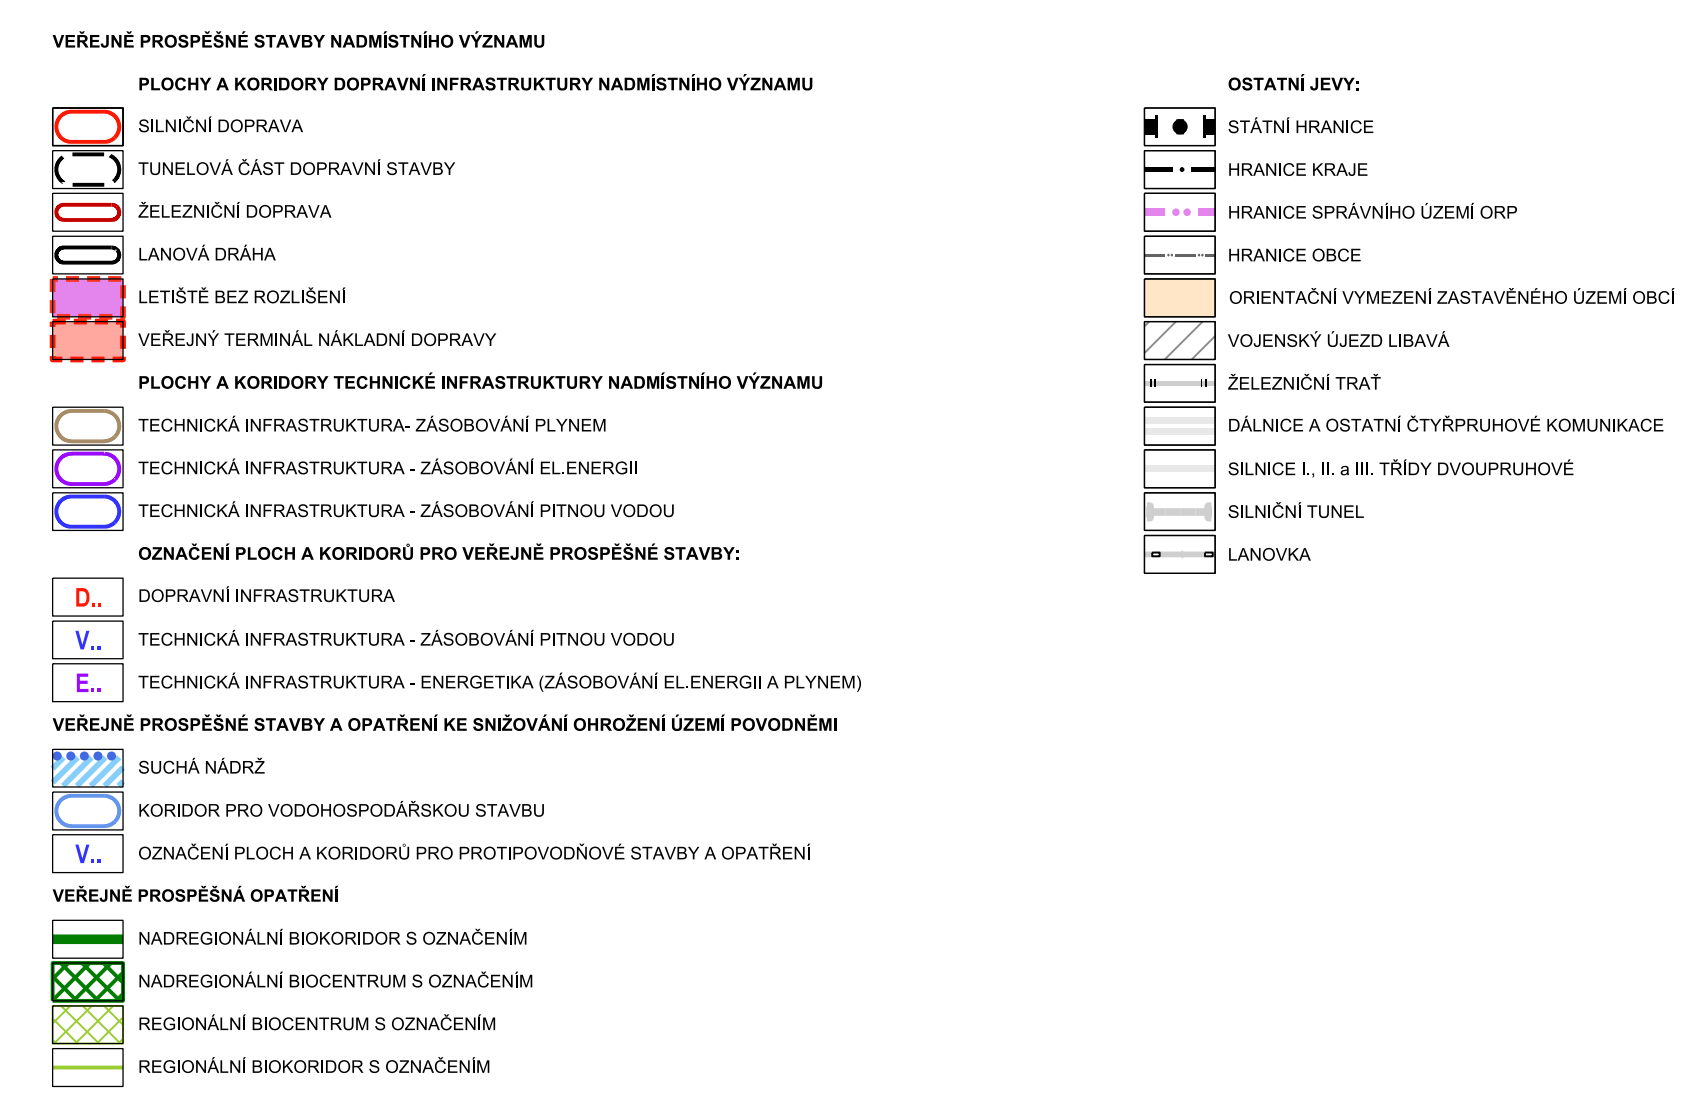 VEŘEJNĚ PROSPĚŠNÉ STAVBY NADMÍSTNÍHO VÝZNAMU
PLOCHY A KORIDORY DOPRAVNÍ INFRASTRUKTURY NADMÍSTNÍHO VÝZNAMU
SILNIČNÍ DOPRAVA
TUNELOVÁ ČÁST DOPRAVNÍ STAVBY
ŽELEZNIČNÍ DOPRAVA
LANOVÁ DRÁHA
LETIŠTĚ BEZ ROZLIŠENÍ
VEŘEJNÝ TERMINÁL NÁKLADNÍ DOPRAVY
PLOCHY A KORIDORY TECHNICKÉ INFRASTRUKTURY NADMÍSTNÍHO VÝZNAMU
TECHNICKÁ INFRASTRUKTURA- ZÁSOBOVÁNÍ PLYNEM
TECHNICKÁ INFRASTRUKTURA - ZÁSOBOVÁNÍ EL.ENERGII
TECHNICKÁ INFRASTRUKTURA - ZÁSOBOVÁNÍ PITNOU VODOU
OZNAČENÍ PLOCH A KORIDORŮ PRO VEŘEJNĚ PROSPĚŠNÉ STAVBY:
D.. DOPRAVNÍ INFRASTRUKTURA
V.. TECHNICKÁ INFRASTRUKTURA - ZÁSOBOVÁNÍ PITNOU VODOU
E.. TECHNICKÁ INFRASTRUKTURA - ENERGETIKA (ZÁSOBOVÁNÍ EL.ENERGII A PLYNEM)
VEŘEJNĚ PROSPĚŠNÉ STAVBY A OPATŘENÍ KE SNIŽOVÁNÍ OHROŽENÍ ÚZEMÍ POVODNĚMI
SUCHÁ NÁDRŽ
KORIDOR PRO VODOHOSPODÁŘSKOU STAVBU
V.. OZNAČENÍ PLOCH A KORIDORŮ PRO PROTIPOVODŇOVÉ STAVBY A OPATŘENÍ
VEŘEJNĚ PROSPĚŠNÁ OPATŘENÍ
NADREGIONÁLNÍ BIOKORIDOR S OZNAČENÍM
NADREGIONÁLNÍ BIOCENTRUM S OZNAČENÍM
REGIONÁLNÍ BIOCENTRUM S OZNAČENÍM
REGIONÁLNÍ BIOKORIDOR S OZNAČENÍM
OSTATNÍ JEVY:
STÁTNÍ HRANICE
HRANICE KRAJE
HRANICE SPRÁVNÍHO ÚZEMÍ ORP
HRANICE OBCE
ORIENTAČNÍ VYMEZENÍ ZASTAVĚNÉHO ÚZEMÍ OBCÍ
VOJENSKÝ ÚJEZD LIBAVÁ
ŽELEZNIČNÍ TRAŤ
DÁLNICE A OSTATNÍ ČTYŘPRUHOVÉ KOMUNIKACE
SILNICE I., II. a III. TŘÍDY DVOUPRUHOVÉ
SILNIČNÍ TUNEL
LANOVKA